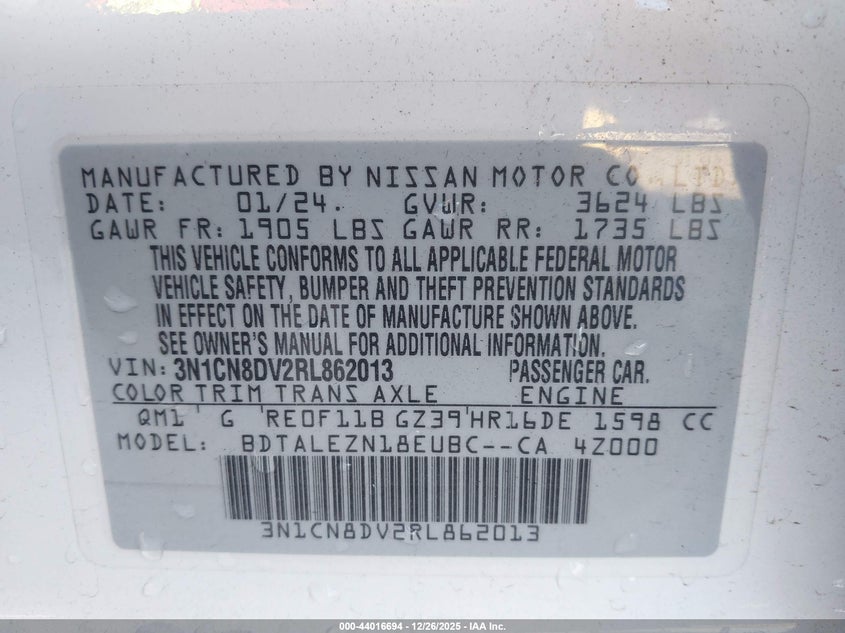 MANUFACTURED BY NISSAN MOTOR CO., LTD.
DATE: 01/24. GVWR: 3624 LBS
GAWR FR: 1905 LBS GAWR RR: 1735 LBS
THIS VEHICLE CONFORMS TO ALL APPLICABLE FEDERAL MOTOR
VEHICLE SAFETY, BUMPER AND THEFT PREVENTION STANDARDS
IN EFFECT ON THE DATE OF MANUFACTURE SHOWN ABOVE.
SEE OWNER'S MANUAL FOR ADDITIONAL INFORMATION.
VIN: 3N1CN8DV2RL862013 PASSENGER CAR.
COLOR TRIM TRANS AXLE ENGINE
QM1 G RE0F11B GZ39 HR16DE 1598 CC
MODEL: BDTALEZN18EUBC--CA 4Z000
3N1CN8DV2RL862013
000-44016694 - 12/26/2025 - IAA Inc.